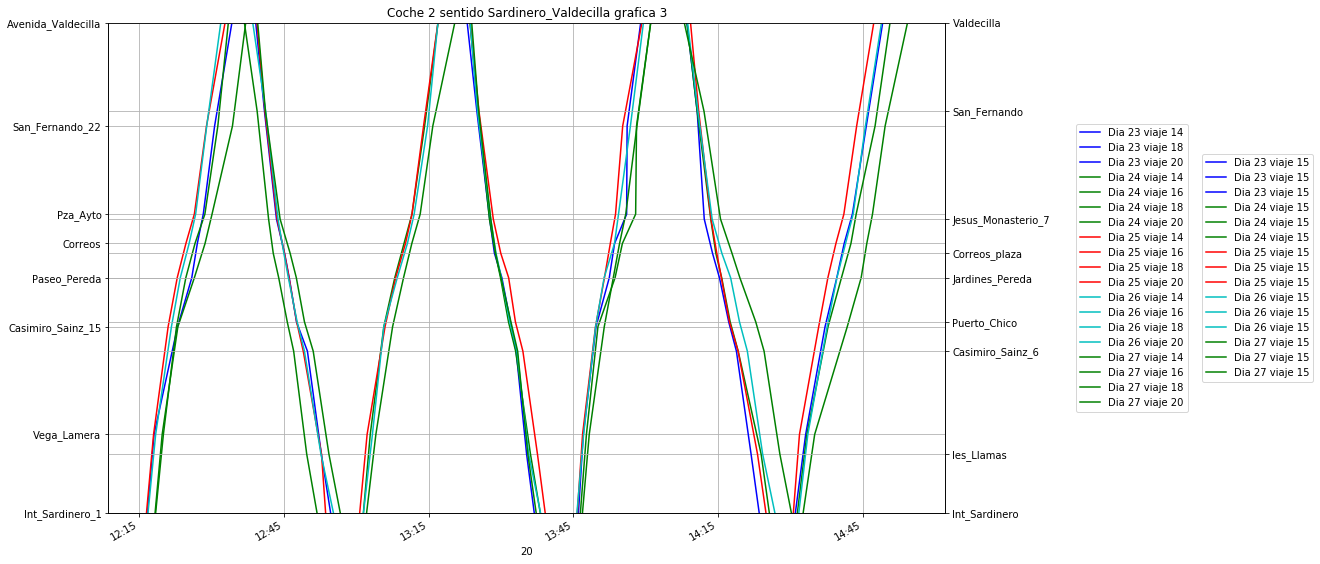 Coche 2 sentido Sardinero_Valdecilla grafica 3
Avenida_Valdecilla
San_Fernando_22
Pza_Ayto
Correos
Paseo_Pereda
Casimiro_Sainz_15
Vega_Lamera
Int_Sardinero_1
Valdecilla
San_Fernando
Jesus_Monasterio_7
Correos_plaza
Jardines_Pereda
Puerto_Chico
Casimiro_Sainz_6
Ies_Llamas
Int_Sardinero
12:15
12:45
13:15
13:45
14:15
14:45
20
Dia 23 viaje 14
Dia 23 viaje 18
Dia 23 viaje 20
Dia 24 viaje 14
Dia 24 viaje 16
Dia 24 viaje 18
Dia 24 viaje 20
Dia 25 viaje 14
Dia 25 viaje 16
Dia 25 viaje 18
Dia 25 viaje 20
Dia 26 viaje 14
Dia 26 viaje 16
Dia 26 viaje 18
Dia 26 viaje 20
Dia 27 viaje 14
Dia 27 viaje 16
Dia 27 viaje 18
Dia 27 viaje 20
Dia 23 viaje 15
Dia 23 viaje 15
Dia 23 viaje 15
Dia 24 viaje 15
Dia 24 viaje 15
Dia 24 viaje 15
Dia 25 viaje 15
Dia 25 viaje 15
Dia 25 viaje 15
Dia 26 viaje 15
Dia 26 viaje 15
Dia 26 viaje 15
Dia 27 viaje 15
Dia 27 viaje 15
Dia 27 viaje 15